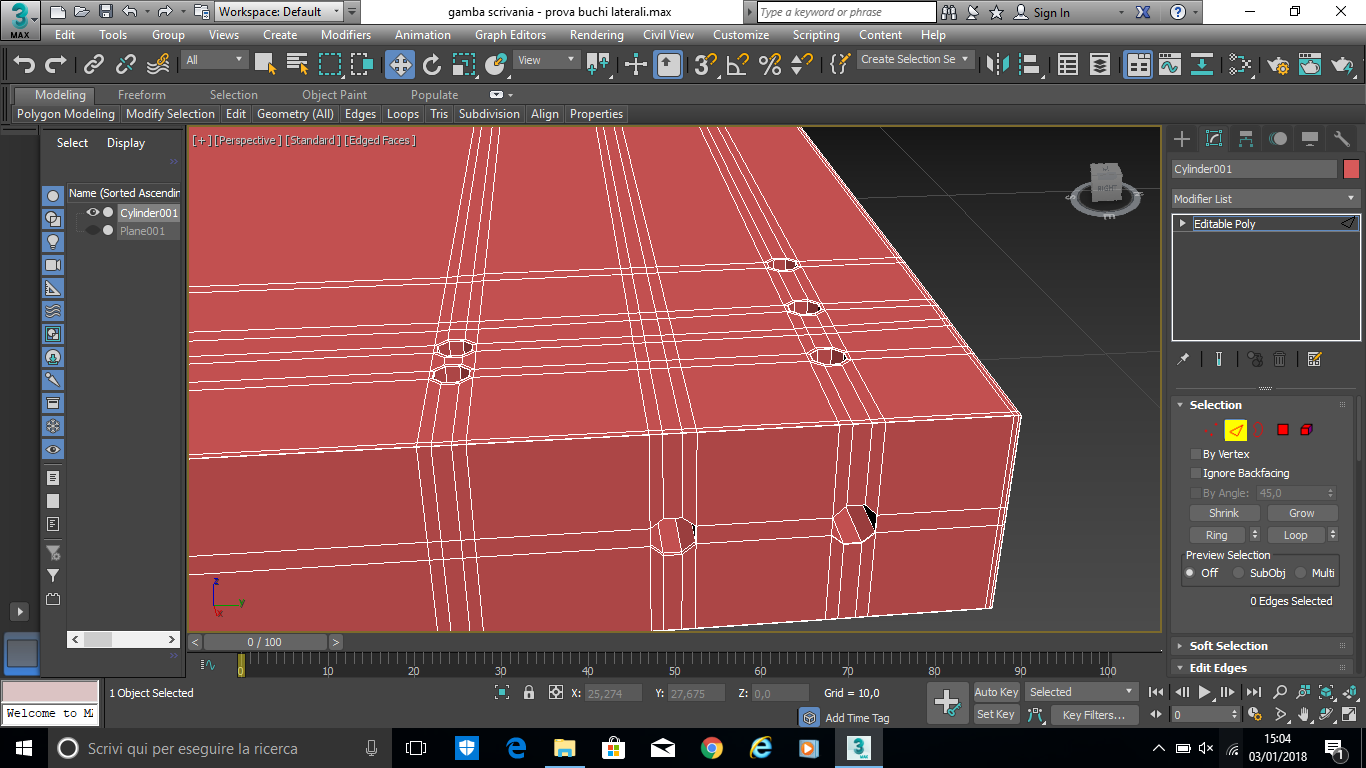 3 MAX Workspace: Default gamba scrivania - prova buchi laterali.max Type a keyword or phrase Sign In
Edit Tools Group Views Create Modifiers Animation Graph Editors Rendering Civil View Customize Scripting Content Help
All View Create Selection Se
Modeling Freeform Selection Object Paint Populate
Polygon Modeling Modify Selection Edit Geometry (All) Edges Loops Tris Subdivision Align Properties
Select Display
[+] [Perspective ] [Standard ] [Edged Faces ]
Name (Sorted Ascendin
Cylinder001
Plane001
RIGHT
Cylinder001
Modifier List
Editable Poly
Selection
By Vertex
Ignore Backfacing
By Angle: 45,0
Shrink Grow
Ring Loop
Preview Selection
Off SubObj Multi
0 Edges Selected
Soft Selection
Edit Edges
z
y
x
< > < 0 / 100 >
0 10 20 30 40 50 60 70 80 90 100
1 Object Selected X: 25,274 Y: 27,675 Z: 0,0 Grid = 10,0 Auto Key Selected
Welcome to MA Add Time Tag Set Key Key Filters... 0
Scrivi qui per eseguire la ricerca
15:04
03/01/2018
1